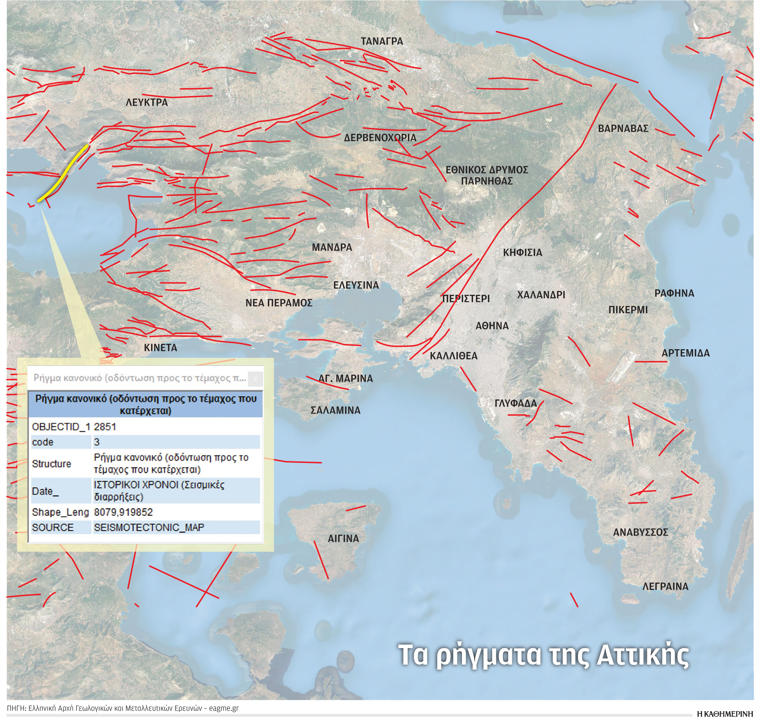 ΤΑΝΑΓΡΑ
ΛΕΥΚΤΡΑ
ΒΑΡΝΑΒΑΣ
ΔΕΡΒΕΝΟΧΩΡΙΑ
ΕΘΝΙΚΟΣ ΔΡΥΜΟΣ
ΠΑΡΝΗΘΑΣ
ΜΑΝΔΡΑ
ΚΗΦΙΣΙΑ
ΕΛΕΥΣΙΝΑ
ΝΕΑ ΠΕΡΑΜΟΣ
ΠΕΡΙΣΤΕΡΙ
ΧΑΛΑΝΔΡΙ
ΡΑΦΗΝΑ
ΠΙΚΕΡΜΙ
ΑΘΗΝΑ
ΚΙΝΕΤΑ
ΚΑΛΛΙΘΕΑ
ΑΡΤΕΜΙΔΑ
ΑΓ. ΜΑΡΙΝΑ
ΣΑΛΑΜΙΝΑ
ΓΛΥΦΑΔΑ
Ρήγμα κανονικό (οδόντωση προς το τέμαχος π...
Ρήγμα κανονικό (οδόντωση προς το τέμαχος που
κατέρχεται)
OBJECTID_1 2851
code 3
Structure Ρήγμα κανονικό (οδόντωση προς το
τέμαχος που κατέρχεται)
Date_ ΙΣΤΟΡΙΚΟΙ ΧΡΟΝΟΙ (Σεισμικές
διαρρήξεις)
Shape_Leng 8079,919852
SOURCE SEISMOTECTONIC_MAP
ΑΙΓΙΝΑ
ΑΝΑΒΥΣΣΟΣ
ΛΕΓΡΑΙΝΑ
Τα ρήγματα της Αττικής
ΠΗΓΗ: Ελληνική Αρχή Γεωλογικών και Μεταλλευτικών Ερευνών – eagme.gr
Η ΚΑΘΗΜΕΡΙΝΗ